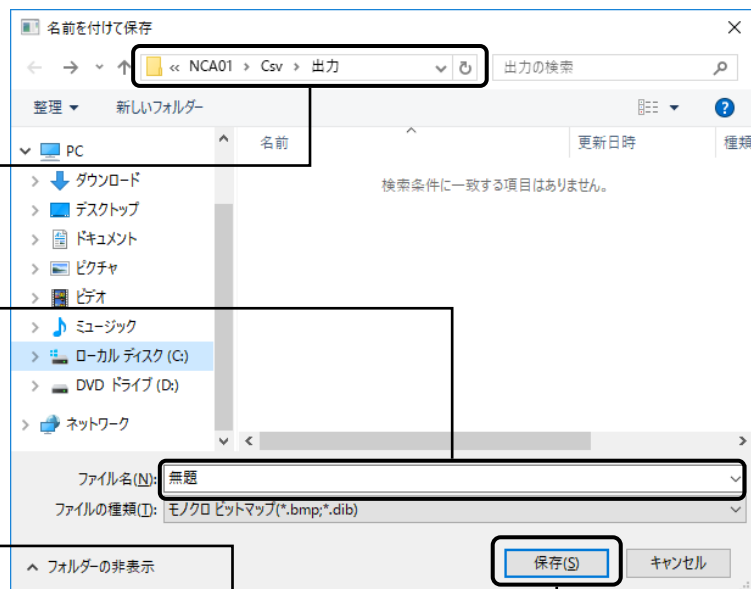 名前を付けて保存
« NCA01 › Csv › 出力
出力の検索
整理 新しいフォルダー
名前 更新日時 種類
検索条件に一致する項目はありません。
PC
ダウンロード
デスクトップ
ドキュメント
ピクチャ
ビデオ
ミュージック
ローカル ディスク (C:)
DVD ドライブ (D:)
ネットワーク
ファイル名(N): 無題
ファイルの種類(T): モノクロ ビットマップ(*.bmp;*.dib)
フォルダーの非表示 保存(S) キャンセル